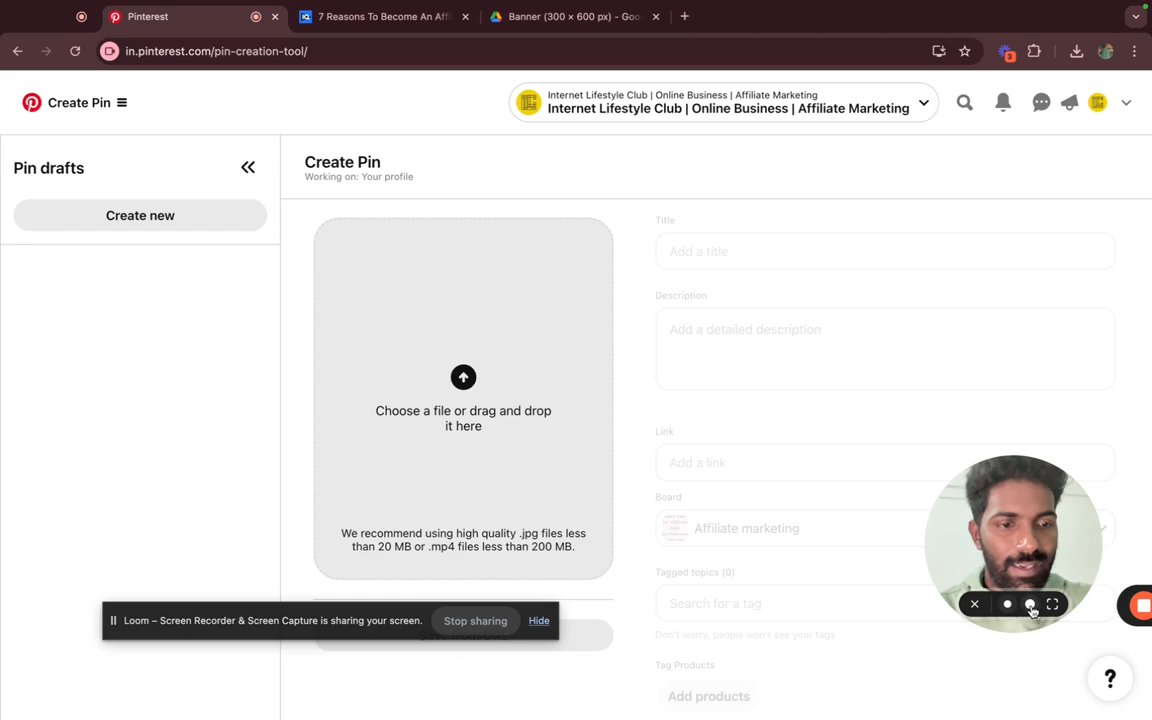 Pinterest
7 Reasons To Become An Affi
Banner (300 × 600 px) - Goo
in.pinterest.com/pin-creation-tool/
3
Create Pin
Internet Lifestyle Club | Online Business | Affiliate Marketing
Internet Lifestyle Club | Online Business | Affiliate Marketing
Pin drafts
Create new
Create Pin
Working on: Your profile
Choose a file or drag and drop
it here
We recommend using high quality .jpg files less
than 20 MB or .mp4 files less than 200 MB.
Title
Add a title
Description
Add a detailed description
Link
Add a link
Board
Affiliate marketing
Tagged topics (0)
Search for a tag
Don't worry, people won't see your tags
Tag Products
Add products
Loom – Screen Recorder & Screen Capture is sharing your screen.
Stop sharing
Hide
?